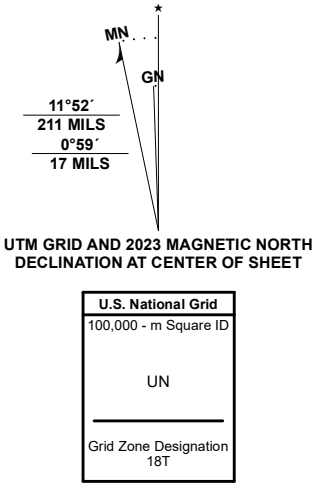 MN
GN
11°52´
211 MILS
0°59´
17 MILS
UTM GRID AND 2023 MAGNETIC NORTH
DECLINATION AT CENTER OF SHEET
U.S. National Grid
100,000 - m Square ID
UN
Grid Zone Designation
18T